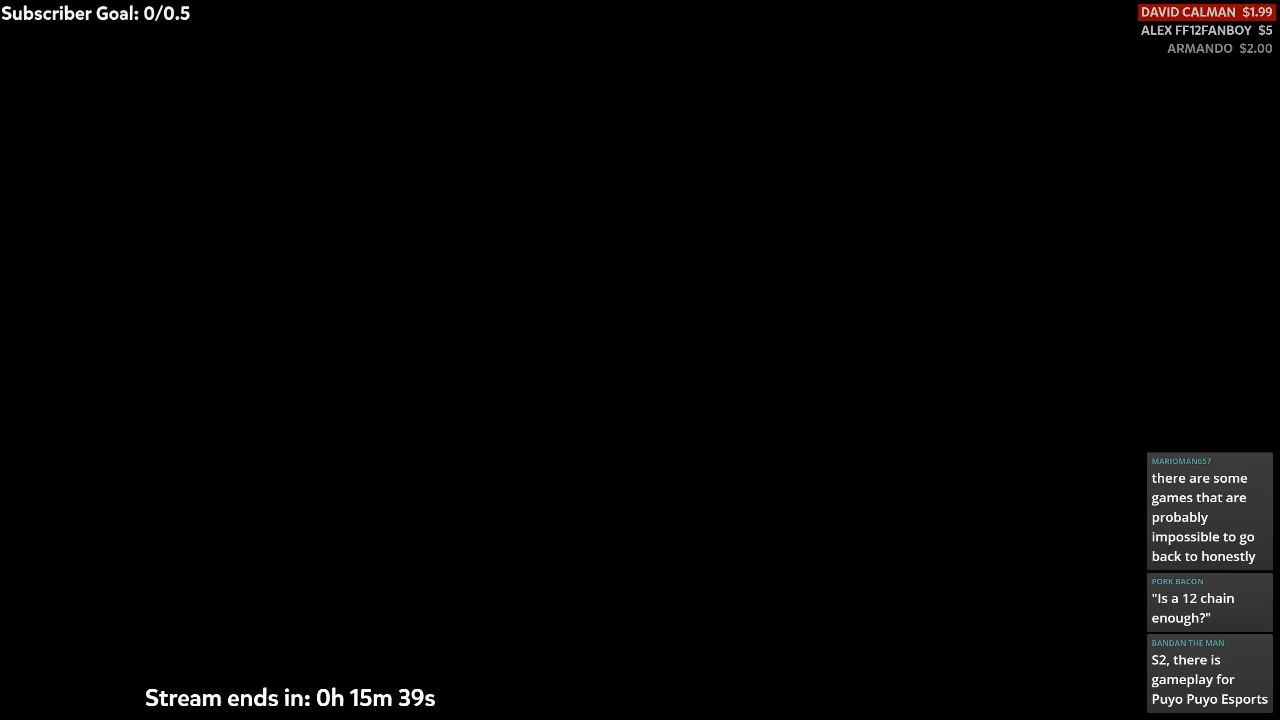 Subscriber Goal: 0/0.5
DAVID CALMAN $1.99
ALEX FF12FANBOY $5
ARMANDO $2.00
MARIOMAN657
there are some
games that are
probably
impossible to go
back to honestly
PORK BACON
"Is a 12 chain
enough?"
BANDAN THE MAN
S2, there is
gameplay for
Puyo Puyo Esports
Stream ends in: 0h 15m 39s